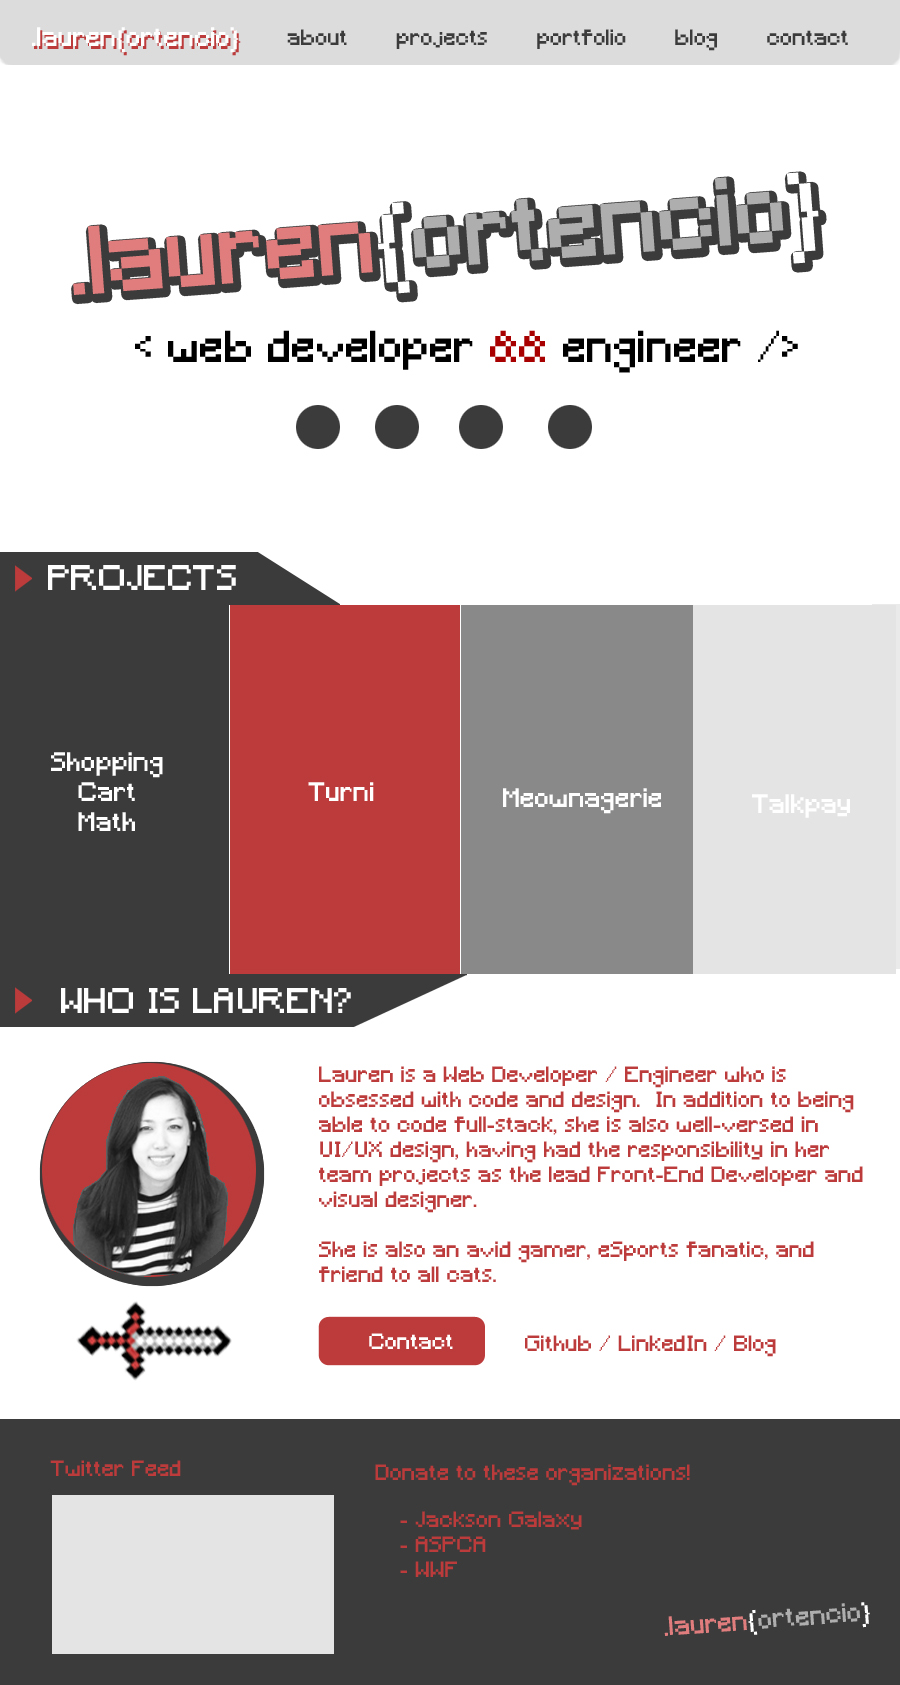 .lauren{ortencio} about projects portfolio blog contact
.lauren{ortencio}
< web developer && engineer />
PROJECTS
Shopping
Cart
Math
Turni
Meownagerie
Talkpay
WHO IS LAUREN?
Lauren is a Web Developer / Engineer who is
obsessed with code and design.  In addition to being
able to code full-stack, she is also well-versed in
UI/UX design, having had the responsibility in her
team projects as the lead Front-End Developer and
visual designer.
She is also an avid gamer, eSports fanatic, and
friend to all cats.
Contact
Github / LinkedIn / Blog
Twitter Feed
Donate to these organizations!
- Jackson Galaxy
- ASPCA
- WWF
.lauren{ortencio}